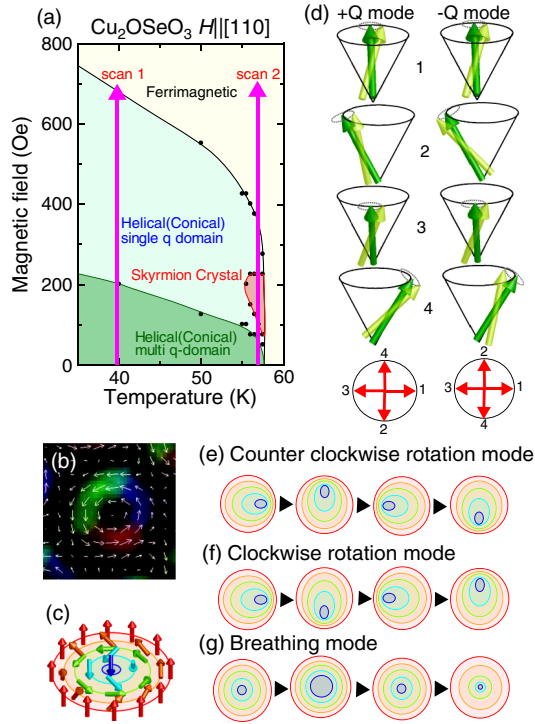 (a) Cu₂OSeO₃ H||[110]
scan 1
scan 2
Ferrimagnetic
Helical(Conical)
single q domain
Skyrmion Crystal
Helical(Conical)
multi q-domain
Magnetic field (Oe)
800
600
400
200
0
40
50
60
Temperature (K)
(d) +Q mode -Q mode
1
2
3
4
4
3 1
2
2
3 1
4
(b)
(c)
(e) Counter clockwise rotation mode
(f) Clockwise rotation mode
(g) Breathing mode